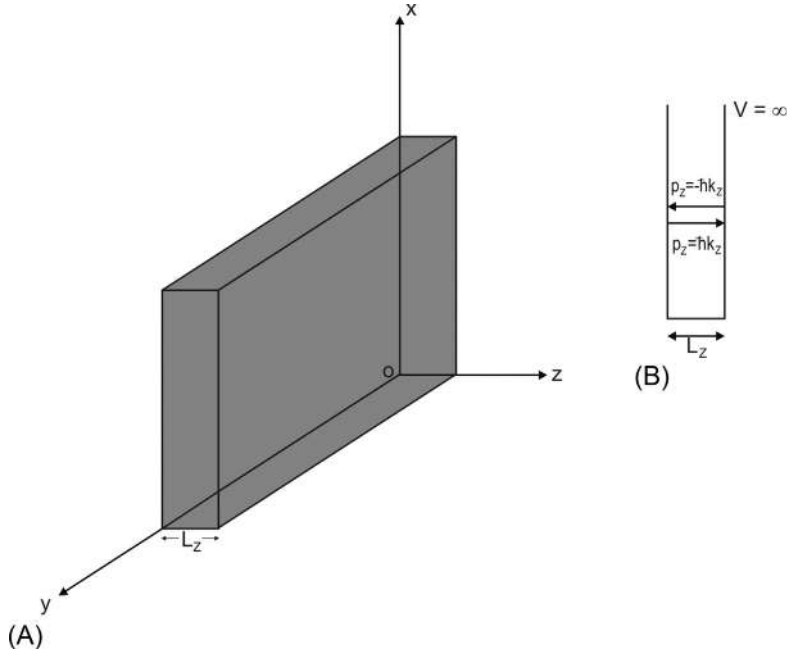 x
V = ∞
p_z=-ħk_z
p_z=ħk_z
L_z
(B)
O
z
L_z
y
(A)